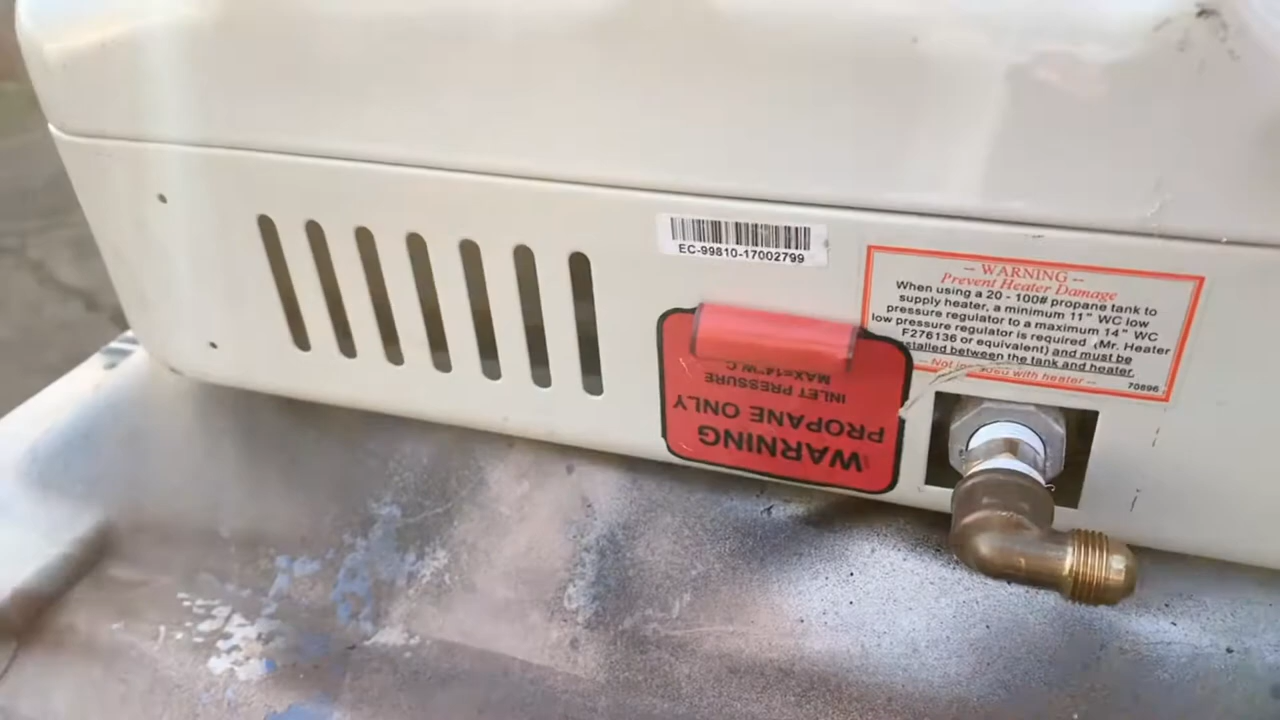 EC-99810-17002799
-- WARNING --
Prevent Heater Damage
When using a 20 - 100# propane tank to
supply heater, a minimum 11" WC low
pressure regulator to a maximum 14" WC
low pressure regulator is required (Mr. Heater
F276136 or equivalent) and must be
stalled between the tank and heater.
-- Not included with heater --
70896
WARNING
PROPANE ONLY
INLET PRESSURE
MAX=14"W.C.